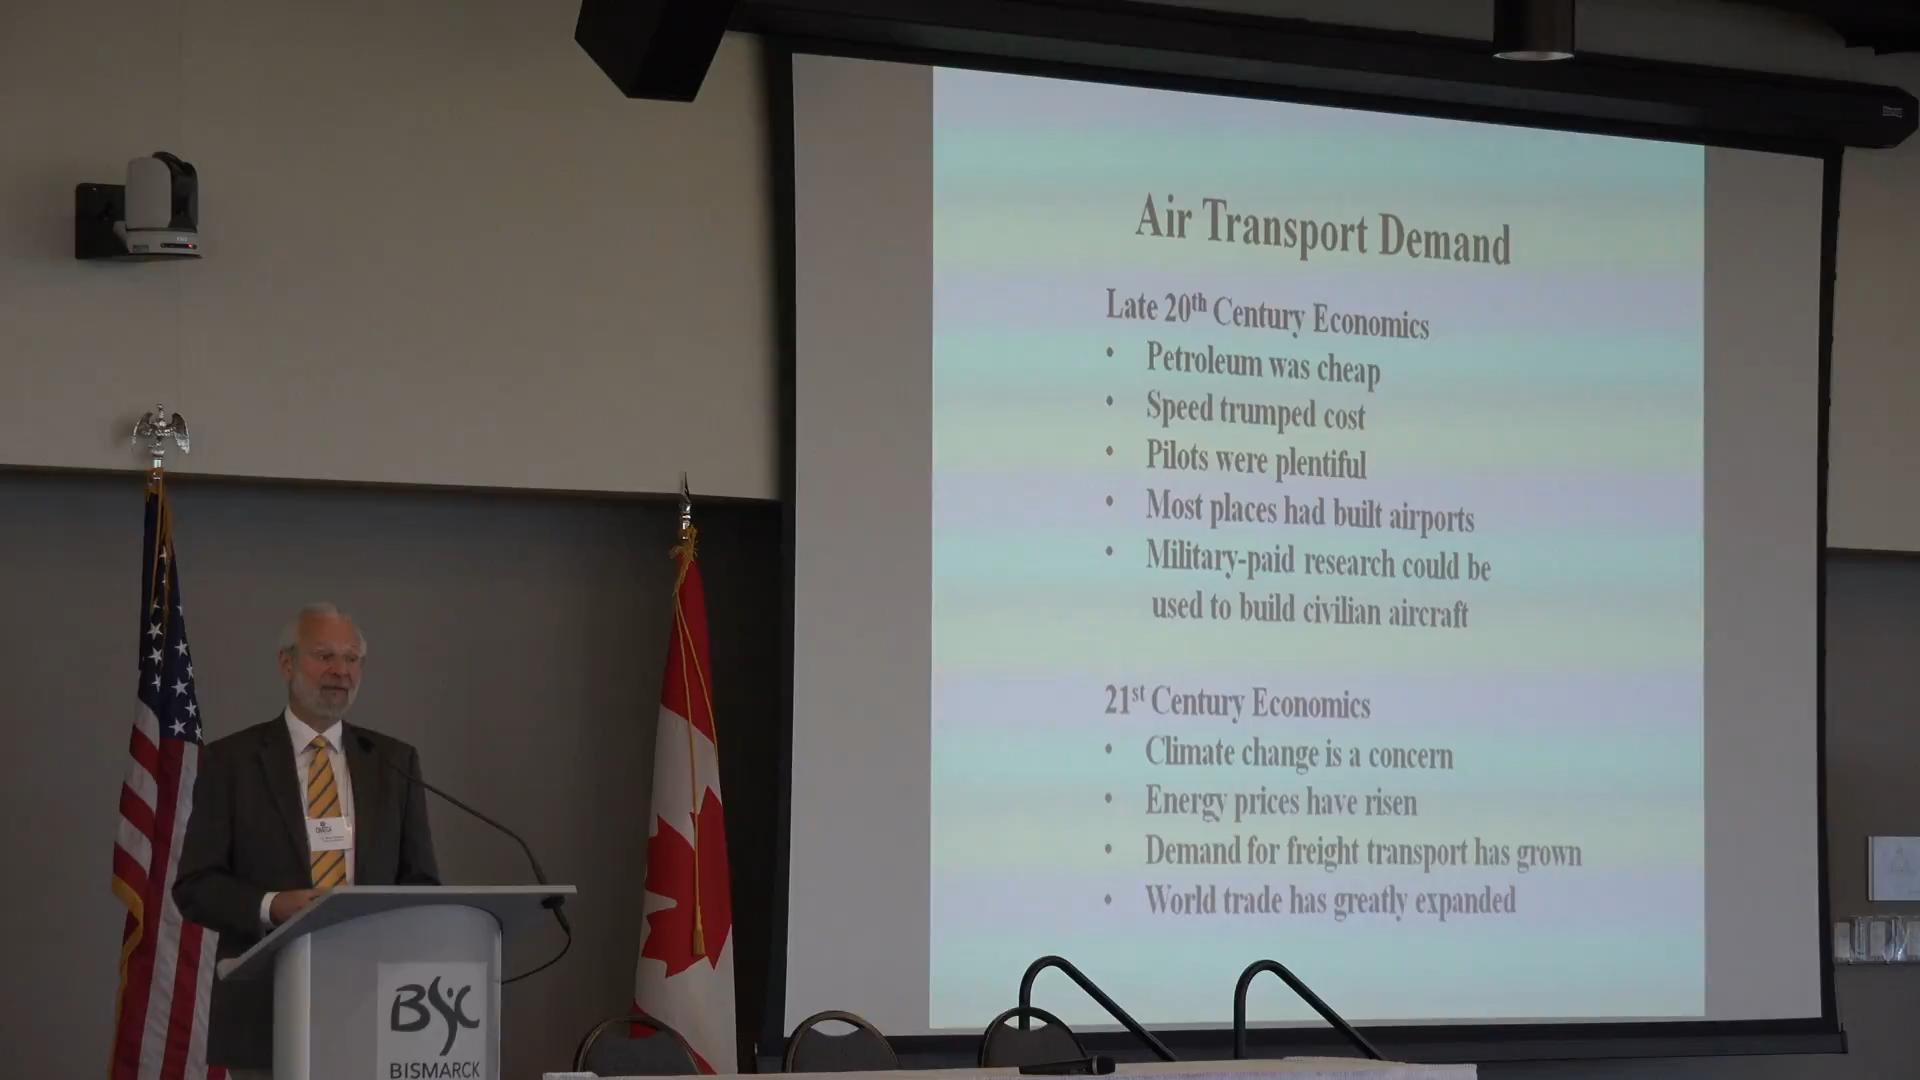 Air Transport Demand
Late 20th Century Economics
• Petroleum was cheap
• Speed trumped cost
• Pilots were plentiful
• Most places had built airports
• Military-paid research could be
used to build civilian aircraft
21st Century Economics
• Climate change is a concern
• Energy prices have risen
• Demand for freight transport has grown
• World trade has greatly expanded
BSC
BISMARCK